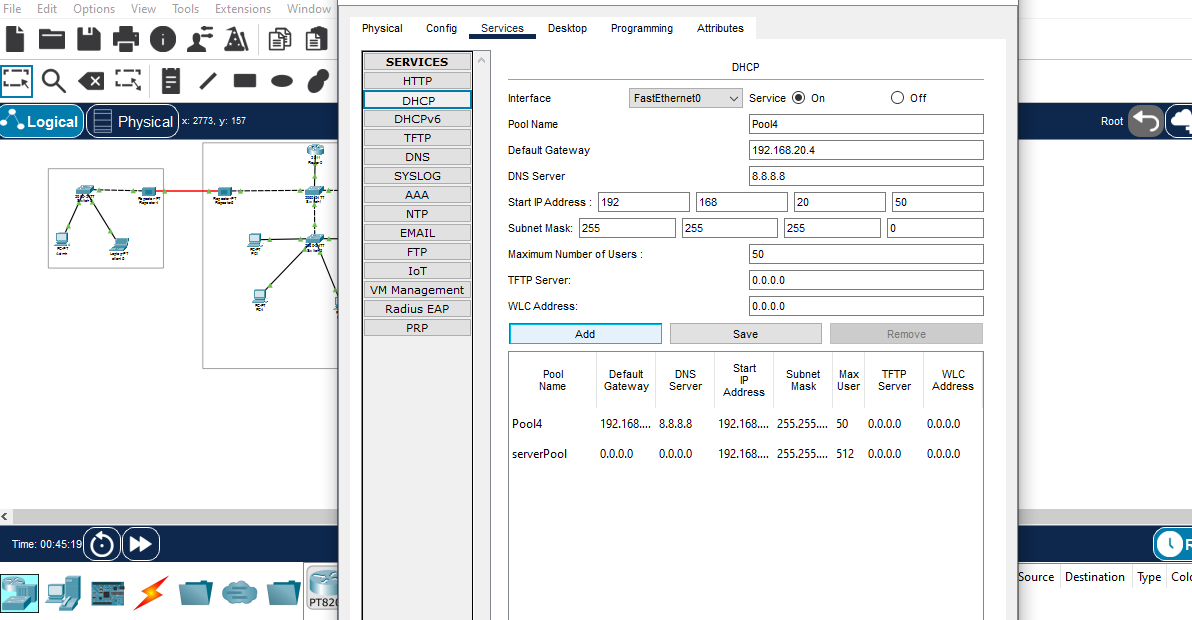 File Edit Options View Tools Extensions Window
Physical Config Services Desktop Programming Attributes
Logical Physical x: 2773, y: 157
Root
SERVICES
HTTP
DHCP
DHCPv6
TFTP
DNS
SYSLOG
AAA
NTP
EMAIL
FTP
IoT
VM Management
Radius EAP
PRP
DHCP
Interface FastEthernet0 Service On Off
Pool Name Pool4
Default Gateway 192.168.20.4
DNS Server 8.8.8.8
Start IP Address : 192 168 20 50
Subnet Mask: 255 255 255 0
Maximum Number of Users : 50
TFTP Server: 0.0.0.0
WLC Address: 0.0.0.0
Add Save Remove
Pool Name Default Gateway DNS Server Start IP Address Subnet Mask Max User TFTP Server WLC Address
Pool4 192.168.... 8.8.8.8 192.168.... 255.255.... 50 0.0.0.0 0.0.0.0
serverPool 0.0.0.0 0.0.0.0 192.168.... 255.255.... 512 0.0.0.0 0.0.0.0
Time: 00:45:19
PT820
Source Destination Type Colo